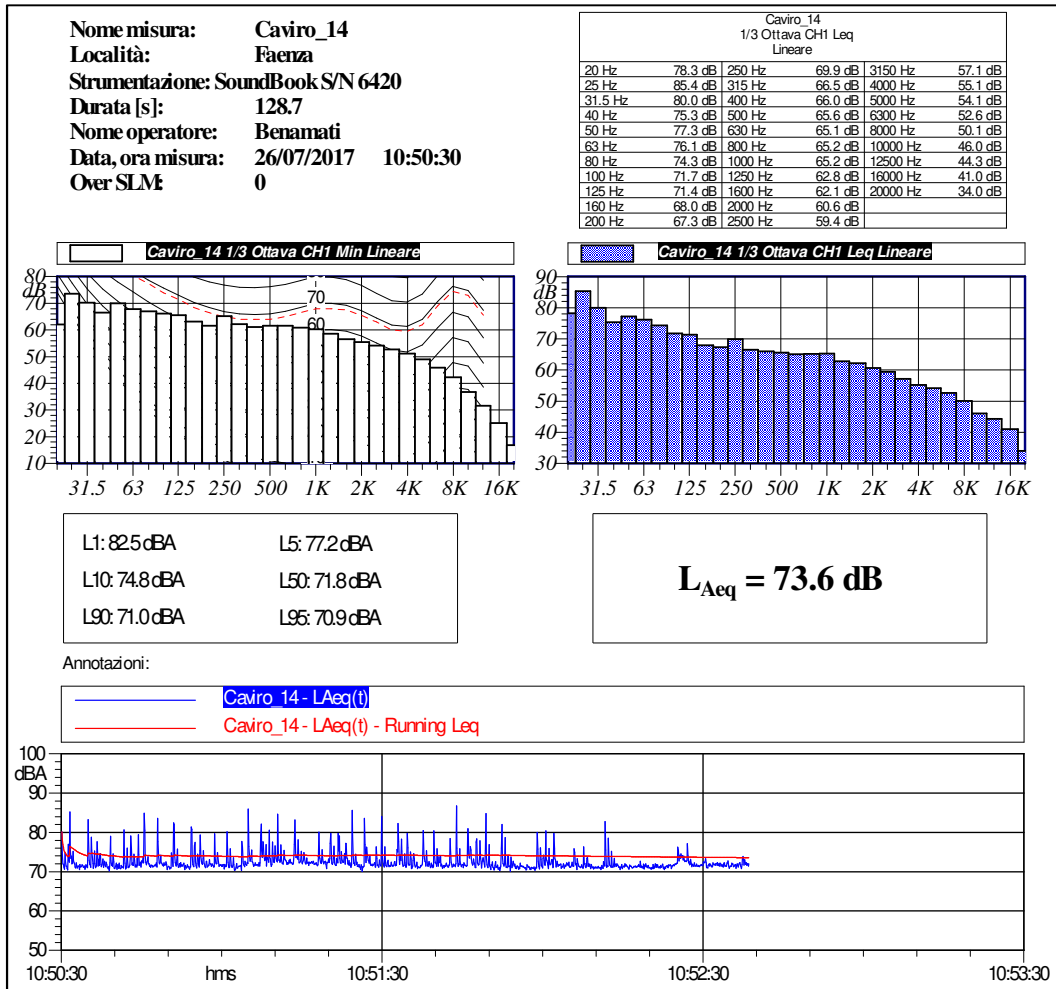 Nome misura: Caviro_14
Località: Faenza
Strumentazione: SoundBook S/N 6420
Durata [s]: 128.7
Nome operatore: Benamati
Data, ora misura: 26/07/2017 10:50:30
Over SLM: 0
Caviro_14
1/3 Ottava CH1 Leq
Lineare
20 Hz 78.3 dB 250 Hz 69.9 dB 3150 Hz 57.1 dB
25 Hz 85.4 dB 315 Hz 66.5 dB 4000 Hz 55.1 dB
31.5 Hz 80.0 dB 400 Hz 66.0 dB 5000 Hz 54.1 dB
40 Hz 75.3 dB 500 Hz 65.6 dB 6300 Hz 52.6 dB
50 Hz 77.3 dB 630 Hz 65.1 dB 8000 Hz 50.1 dB
63 Hz 76.1 dB 800 Hz 65.2 dB 10000 Hz 46.0 dB
80 Hz 74.3 dB 1000 Hz 65.2 dB 12500 Hz 44.3 dB
100 Hz 71.7 dB 1250 Hz 62.8 dB 16000 Hz 41.0 dB
125 Hz 71.4 dB 1600 Hz 62.1 dB 20000 Hz 34.0 dB
160 Hz 68.0 dB 2000 Hz 60.6 dB
200 Hz 67.3 dB 2500 Hz 59.4 dB
Caviro_14 1/3 Ottava CH1 Min Lineare
80
dB
70
60
50
40
30
20
10
70
60
31.5 63 125 250 500 1K 2K 4K 8K 16K
Caviro_14 1/3 Ottava CH1 Leq Lineare
90
dB
80
70
60
50
40
30
31.5 63 125 250 500 1K 2K 4K 8K 16K
L1: 82.5 dBA L5: 77.2 dBA
L10: 74.8 dBA L50: 71.8 dBA
L90: 71.0 dBA L95: 70.9 dBA
LAeq = 73.6 dB
Annotazioni:
Caviro_14 - LAeq(t)
Caviro_14 - LAeq(t) - Running Leq
100
dBA
90
80
70
60
50
10:50:30 hms 10:51:30 10:52:30 10:53:30